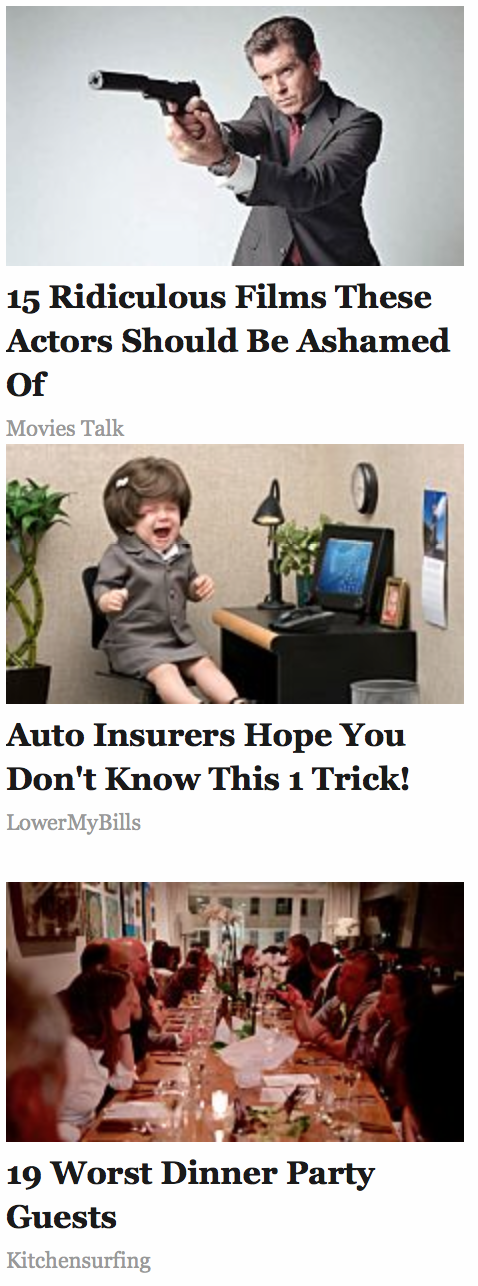 15 Ridiculous Films These
Actors Should Be Ashamed
Of
Movies Talk
Auto Insurers Hope You
Don't Know This 1 Trick!
LowerMyBills
19 Worst Dinner Party
Guests
Kitchensurfing